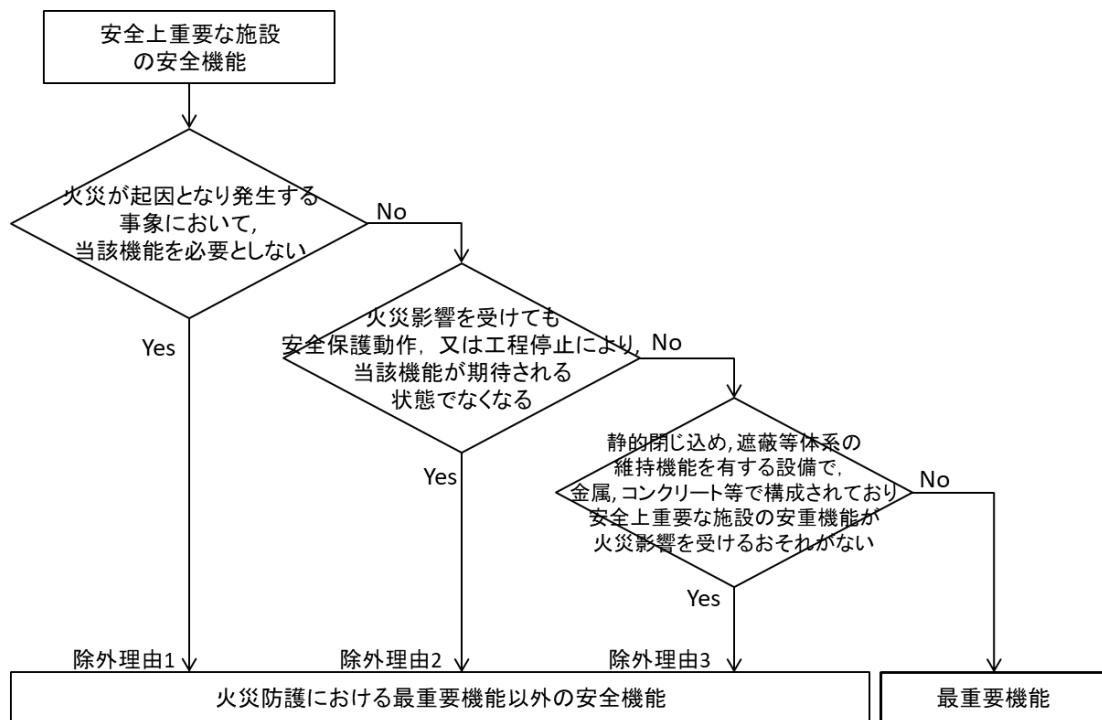 安全上重要な施設
の安全機能
火災が起因となり発生する
事象において,
当該機能を必要としない
No
Yes
火災影響を受けても
安全保護動作, 又は工程停止により,
当該機能が期待される
状態でなくなる
No
Yes
静的閉じ込め, 遮蔽等体系の
維持機能を有する設備で,
金属, コンクリート等で構成されており
安全上重要な施設の安重機能が
火災影響を受けるおそれがない
No
Yes
除外理由1
除外理由2
除外理由3
火災防護における最重要機能以外の安全機能
最重要機能